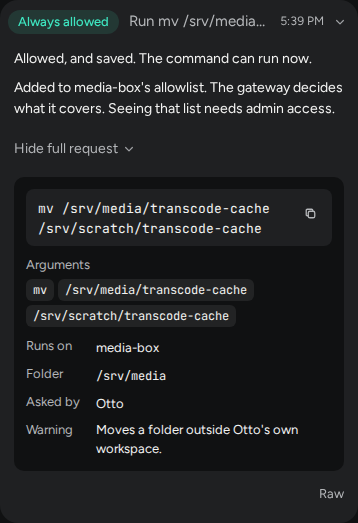 Always allowed Run mv /srv/media... 5:39 PM
Allowed, and saved. The command can run now.
Added to media-box's allowlist. The gateway decides
what it covers. Seeing that list needs admin access.
Hide full request
mv /srv/media/transcode-cache
/srv/scratch/transcode-cache
Arguments
mv /srv/media/transcode-cache
/srv/scratch/transcode-cache
Runs on media-box
Folder /srv/media
Asked by Otto
Warning Moves a folder outside Otto's own
workspace.
Raw